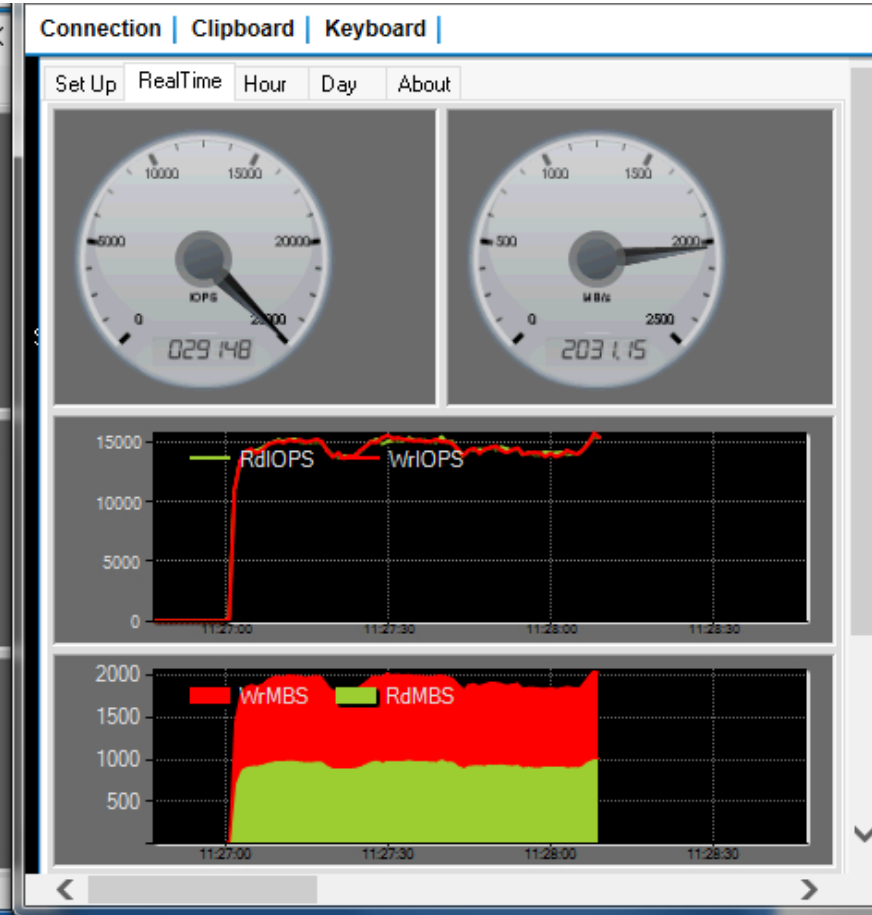 Connection | Clipboard | Keyboard |
Set Up RealTime Hour Day About
10000 15000
5000 20000
IOPS
0
029148
1000 1500
500 2000
MB/s
0 2500
2031,15
15000
RdIOPS WrIOPS
10000
5000
0
11:27:00 11:27:30 11:28:00 11:28:30
2000
WrMBS RdMBS
1500
1000
500
11:27:00 11:27:30 11:28:00 11:28:30